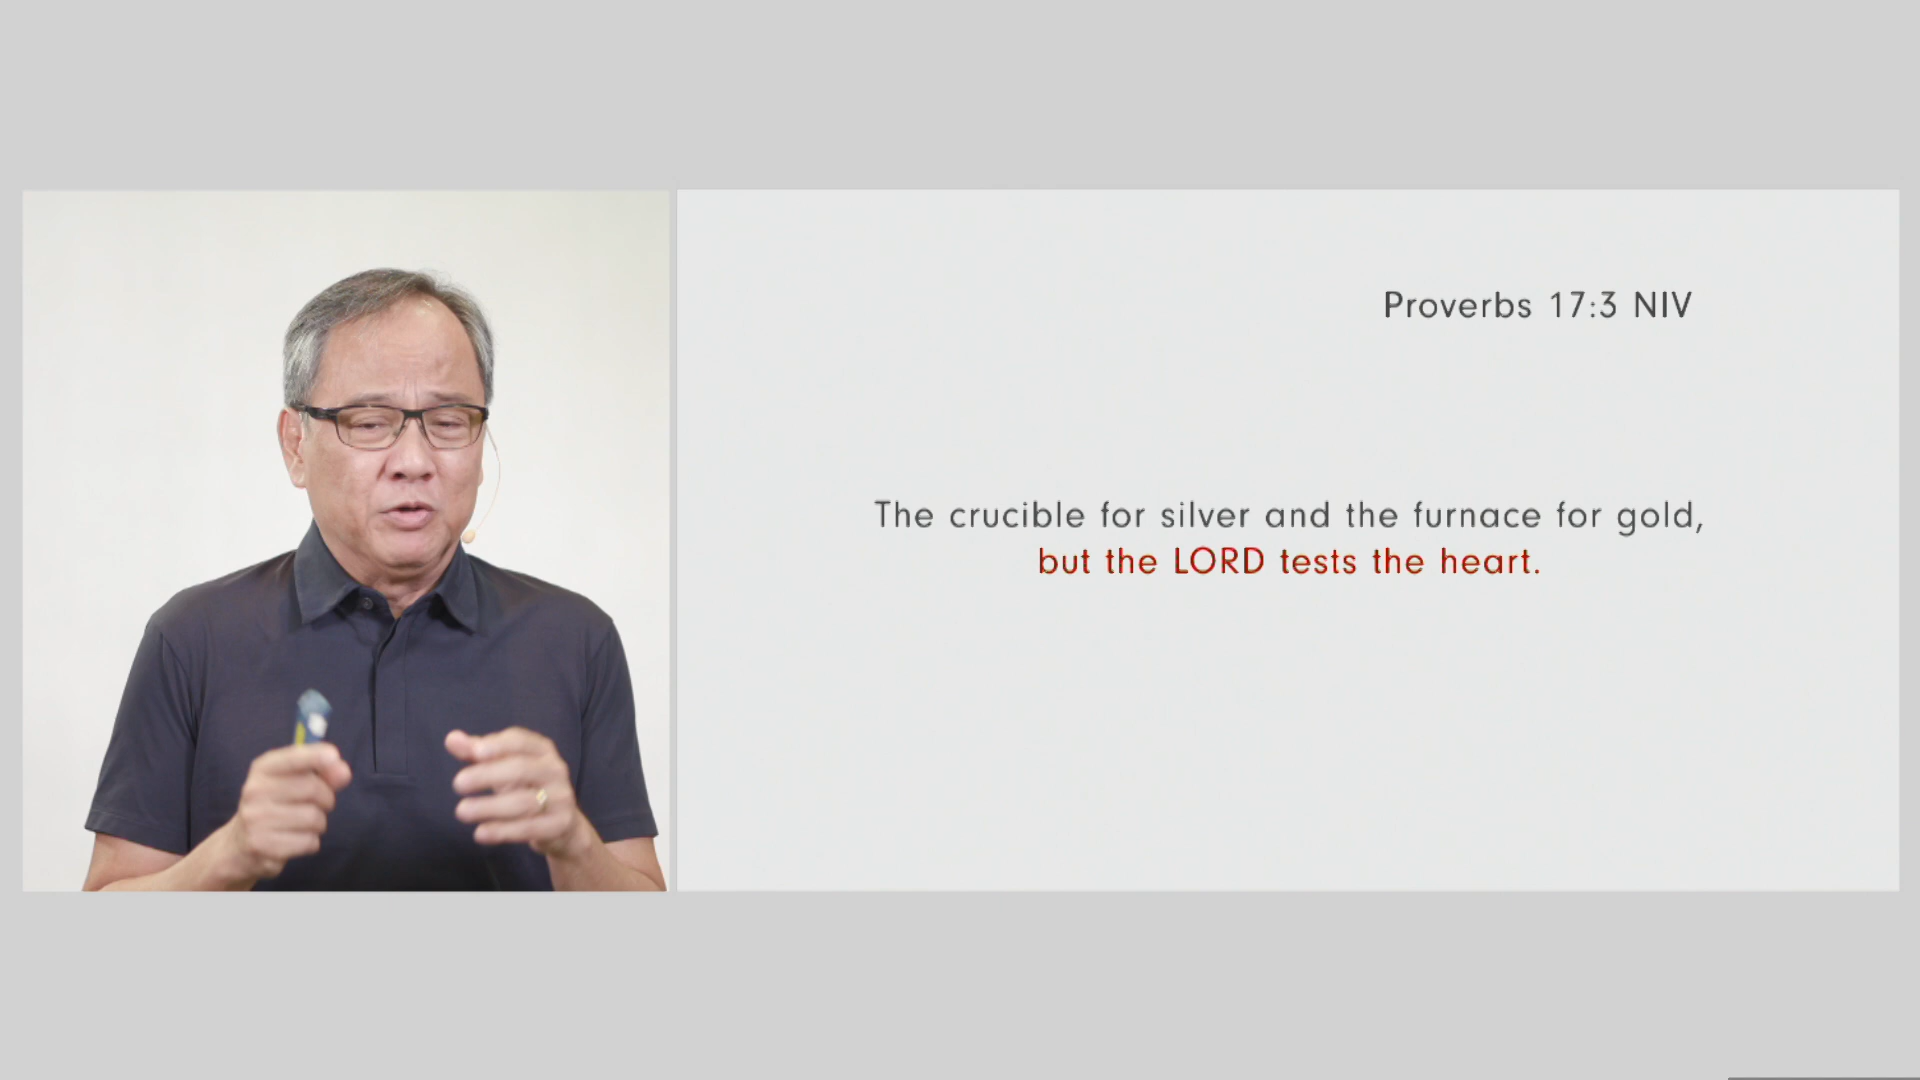 Proverbs 17:3 NIV
The crucible for silver and the furnace for gold,
but the LORD tests the heart.